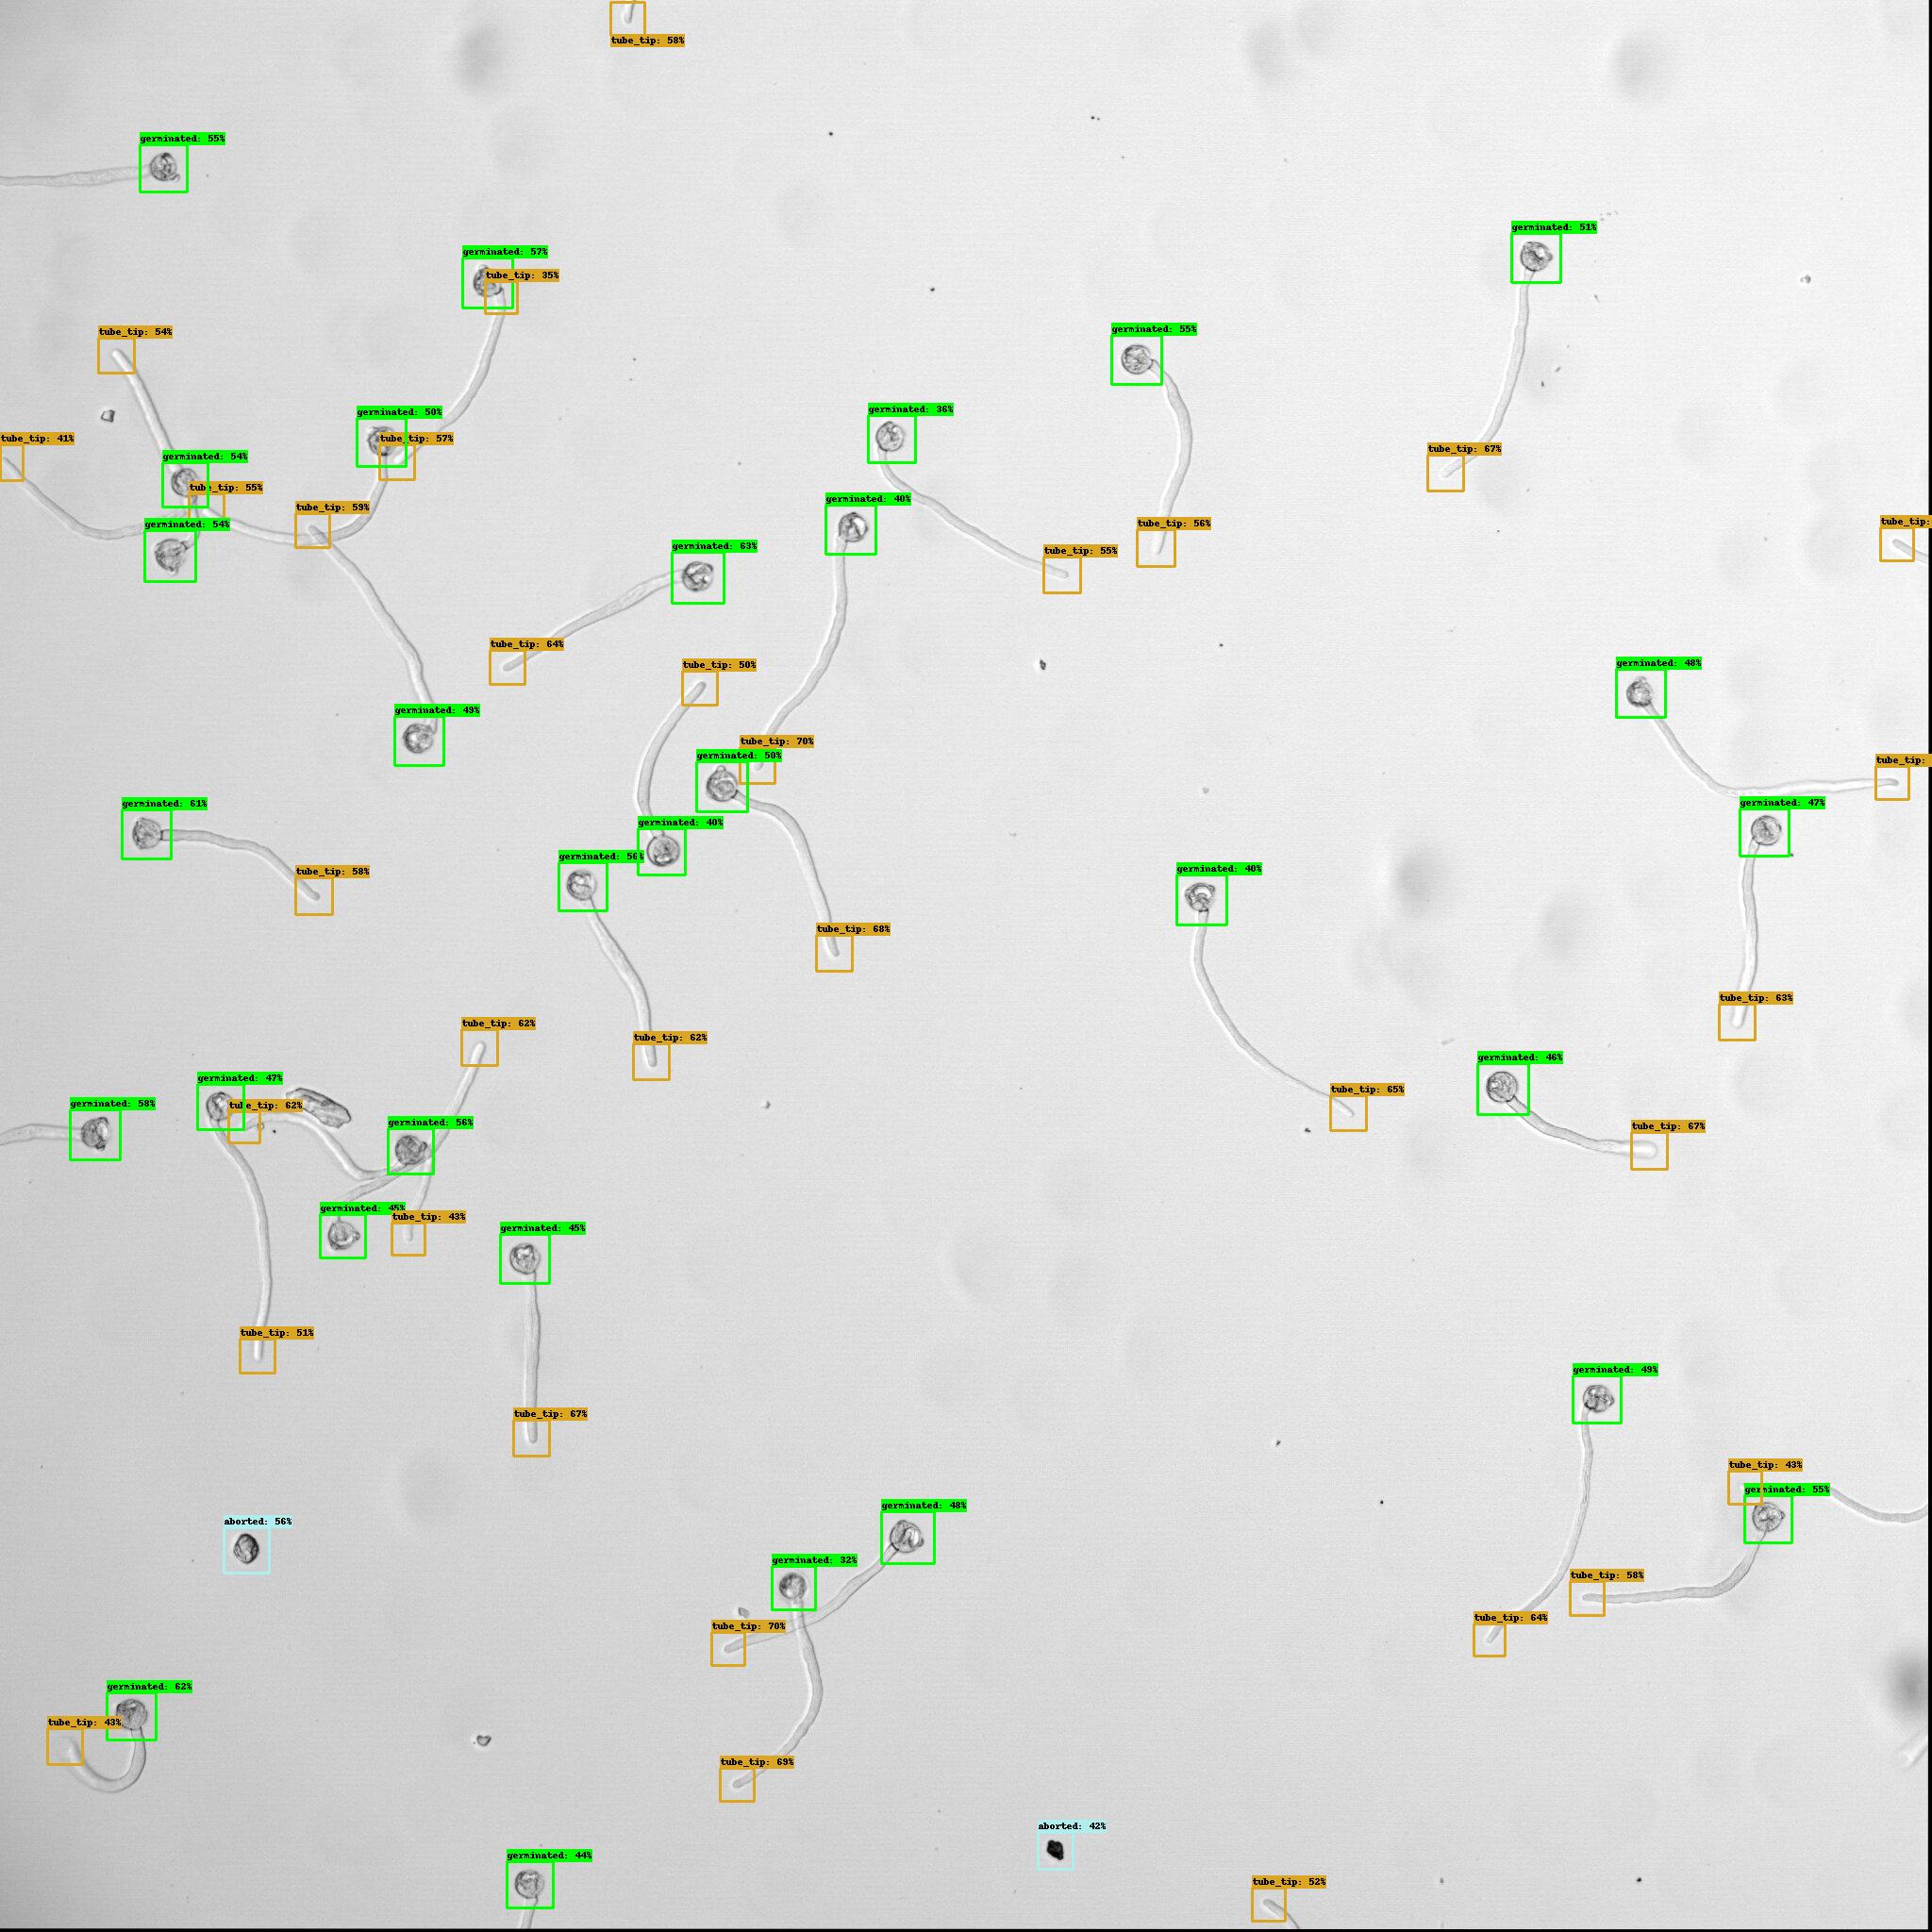 tube_tip: 58%
germinated: 55%
germinated: 51%
germinated: 57%
tube_tip: 35%
tube_tip: 54%
germinated: 55%
germinated: 36%
germinated: 50%
tube_tip: 57%
tube_tip: 41%
tube_tip: 67%
germinated: 54%
tube_tip: 55%
germinated: 40%
tube_tip: 59%
germinated: 54%
tube_tip: 56%
tube_tip:
germinated: 63%
tube_tip: 55%
tube_tip: 64%
tube_tip: 50%
germinated: 48%
germinated: 49%
tube_tip: 70%
germinated: 50%
tube_tip:
germinated: 61%
germinated: 47%
germinated: 40%
germinated: 56%
tube_tip: 58%
germinated: 40%
tube_tip: 68%
tube_tip: 63%
tube_tip: 62%
tube_tip: 62%
germinated: 46%
germinated: 47%
tube_tip: 65%
germinated: 58%
tube_tip: 62%
germinated: 56%
tube_tip: 67%
germinated: 45%
tube_tip: 43%
germinated: 45%
tube_tip: 51%
germinated: 49%
tube_tip: 67%
tube_tip: 43%
germinated: 55%
germinated: 48%
aborted: 56%
germinated: 32%
tube_tip: 58%
tube_tip: 64%
tube_tip: 70%
germinated: 62%
tube_tip: 43%
tube_tip: 69%
aborted: 42%
germinated: 44%
tube_tip: 52%